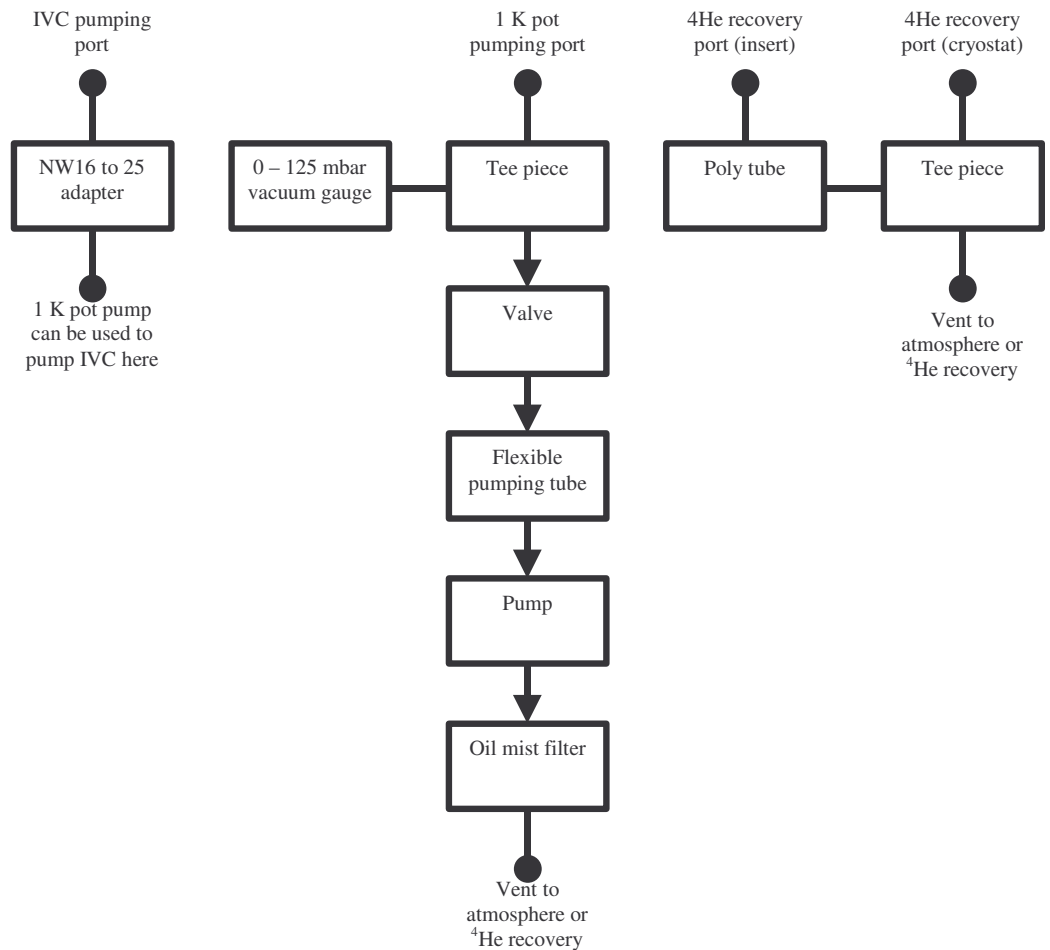 IVC pumping
port
1 K pot
pumping port
4He recovery
port (insert)
4He recovery
port (cryostat)
NW16 to 25
adapter
0 – 125 mbar
vacuum gauge
Tee piece
Poly tube
Tee piece
1 K pot pump
can be used to
pump IVC here
Valve
Vent to
atmosphere or
⁴He recovery
Flexible
pumping tube
Pump
Oil mist filter
Vent to
atmosphere or
⁴He recovery